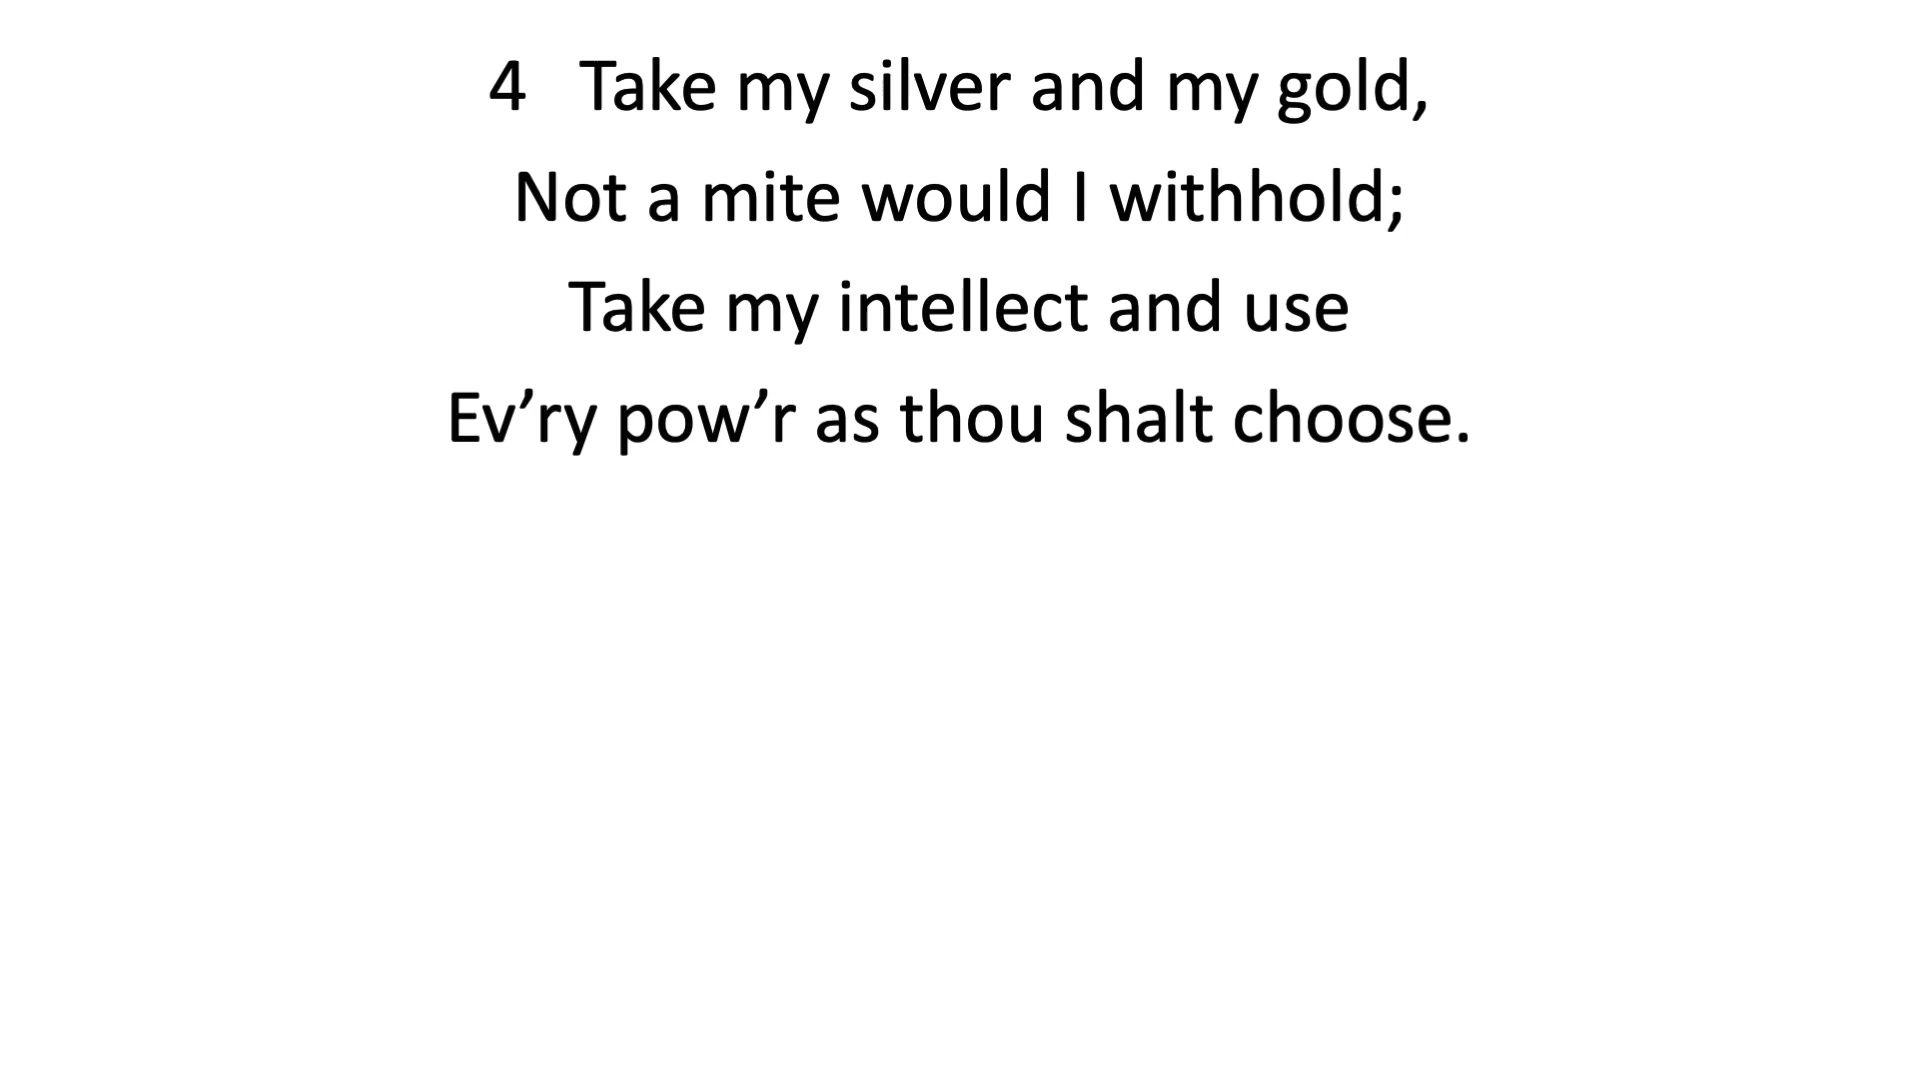 4 Take my silver and my gold,
Not a mite would I withhold;
Take my intellect and use
Ev’ry pow’r as thou shalt choose.